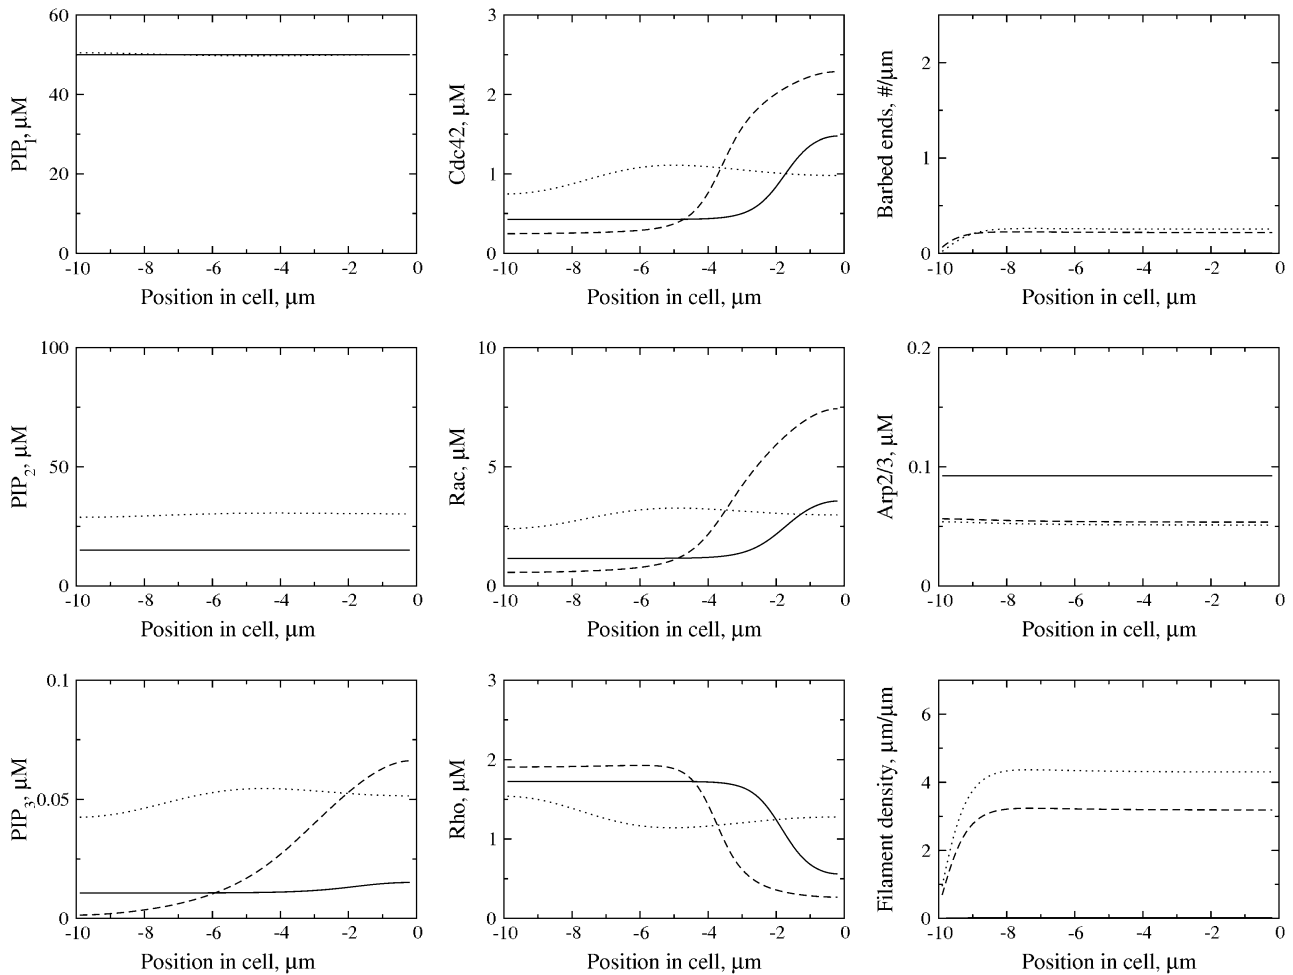 60
40
20
0
PIP1, μM
-10 -8 -6 -4 -2 0
Position in cell, μm
3
2
1
0
Cdc42, μM
-10 -8 -6 -4 -2 0
Position in cell, μm
2
1
0
Barbed ends, #/μm
-10 -8 -6 -4 -2 0
Position in cell, μm
100
50
0
PIP2, μM
-10 -8 -6 -4 -2 0
Position in cell, μm
10
5
0
Rac, μM
-10 -8 -6 -4 -2 0
Position in cell, μm
0.2
0.1
0
Arp2/3, μM
-10 -8 -6 -4 -2 0
Position in cell, μm
0.1
0.05
0
PIP3, μM
-10 -8 -6 -4 -2 0
Position in cell, μm
3
2
1
0
Rho, μM
-10 -8 -6 -4 -2 0
Position in cell, μm
6
4
2
0
Filament density, μm/μm
-10 -8 -6 -4 -2 0
Position in cell, μm